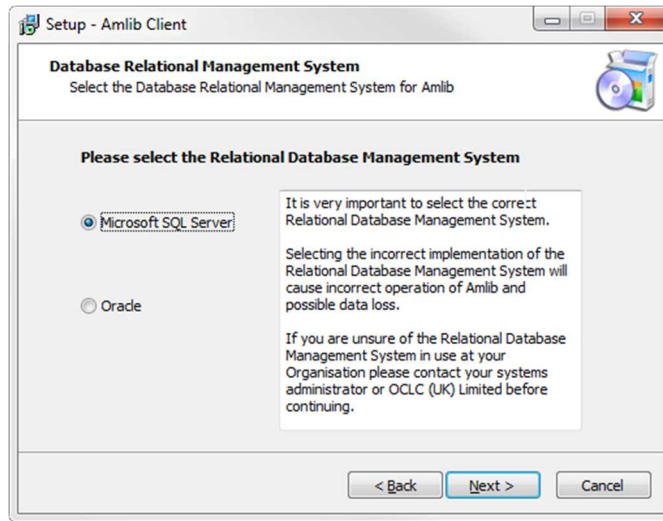 Setup - Amlib Client
Database Relational Management System
Select the Database Relational Management System for Amlib
Please select the Relational Database Management System
Microsoft SQL Server
Oracle
It is very important to select the correct
Relational Database Management System.
Selecting the incorrect implementation of the
Relational Database Management System will
cause incorrect operation of Amlib and
possible data loss.
If you are unsure of the Relational Database
Management System in use at your
Organisation please contact your systems
administrator or OCLC (UK) Limited before
continuing.
< Back
Next >
Cancel